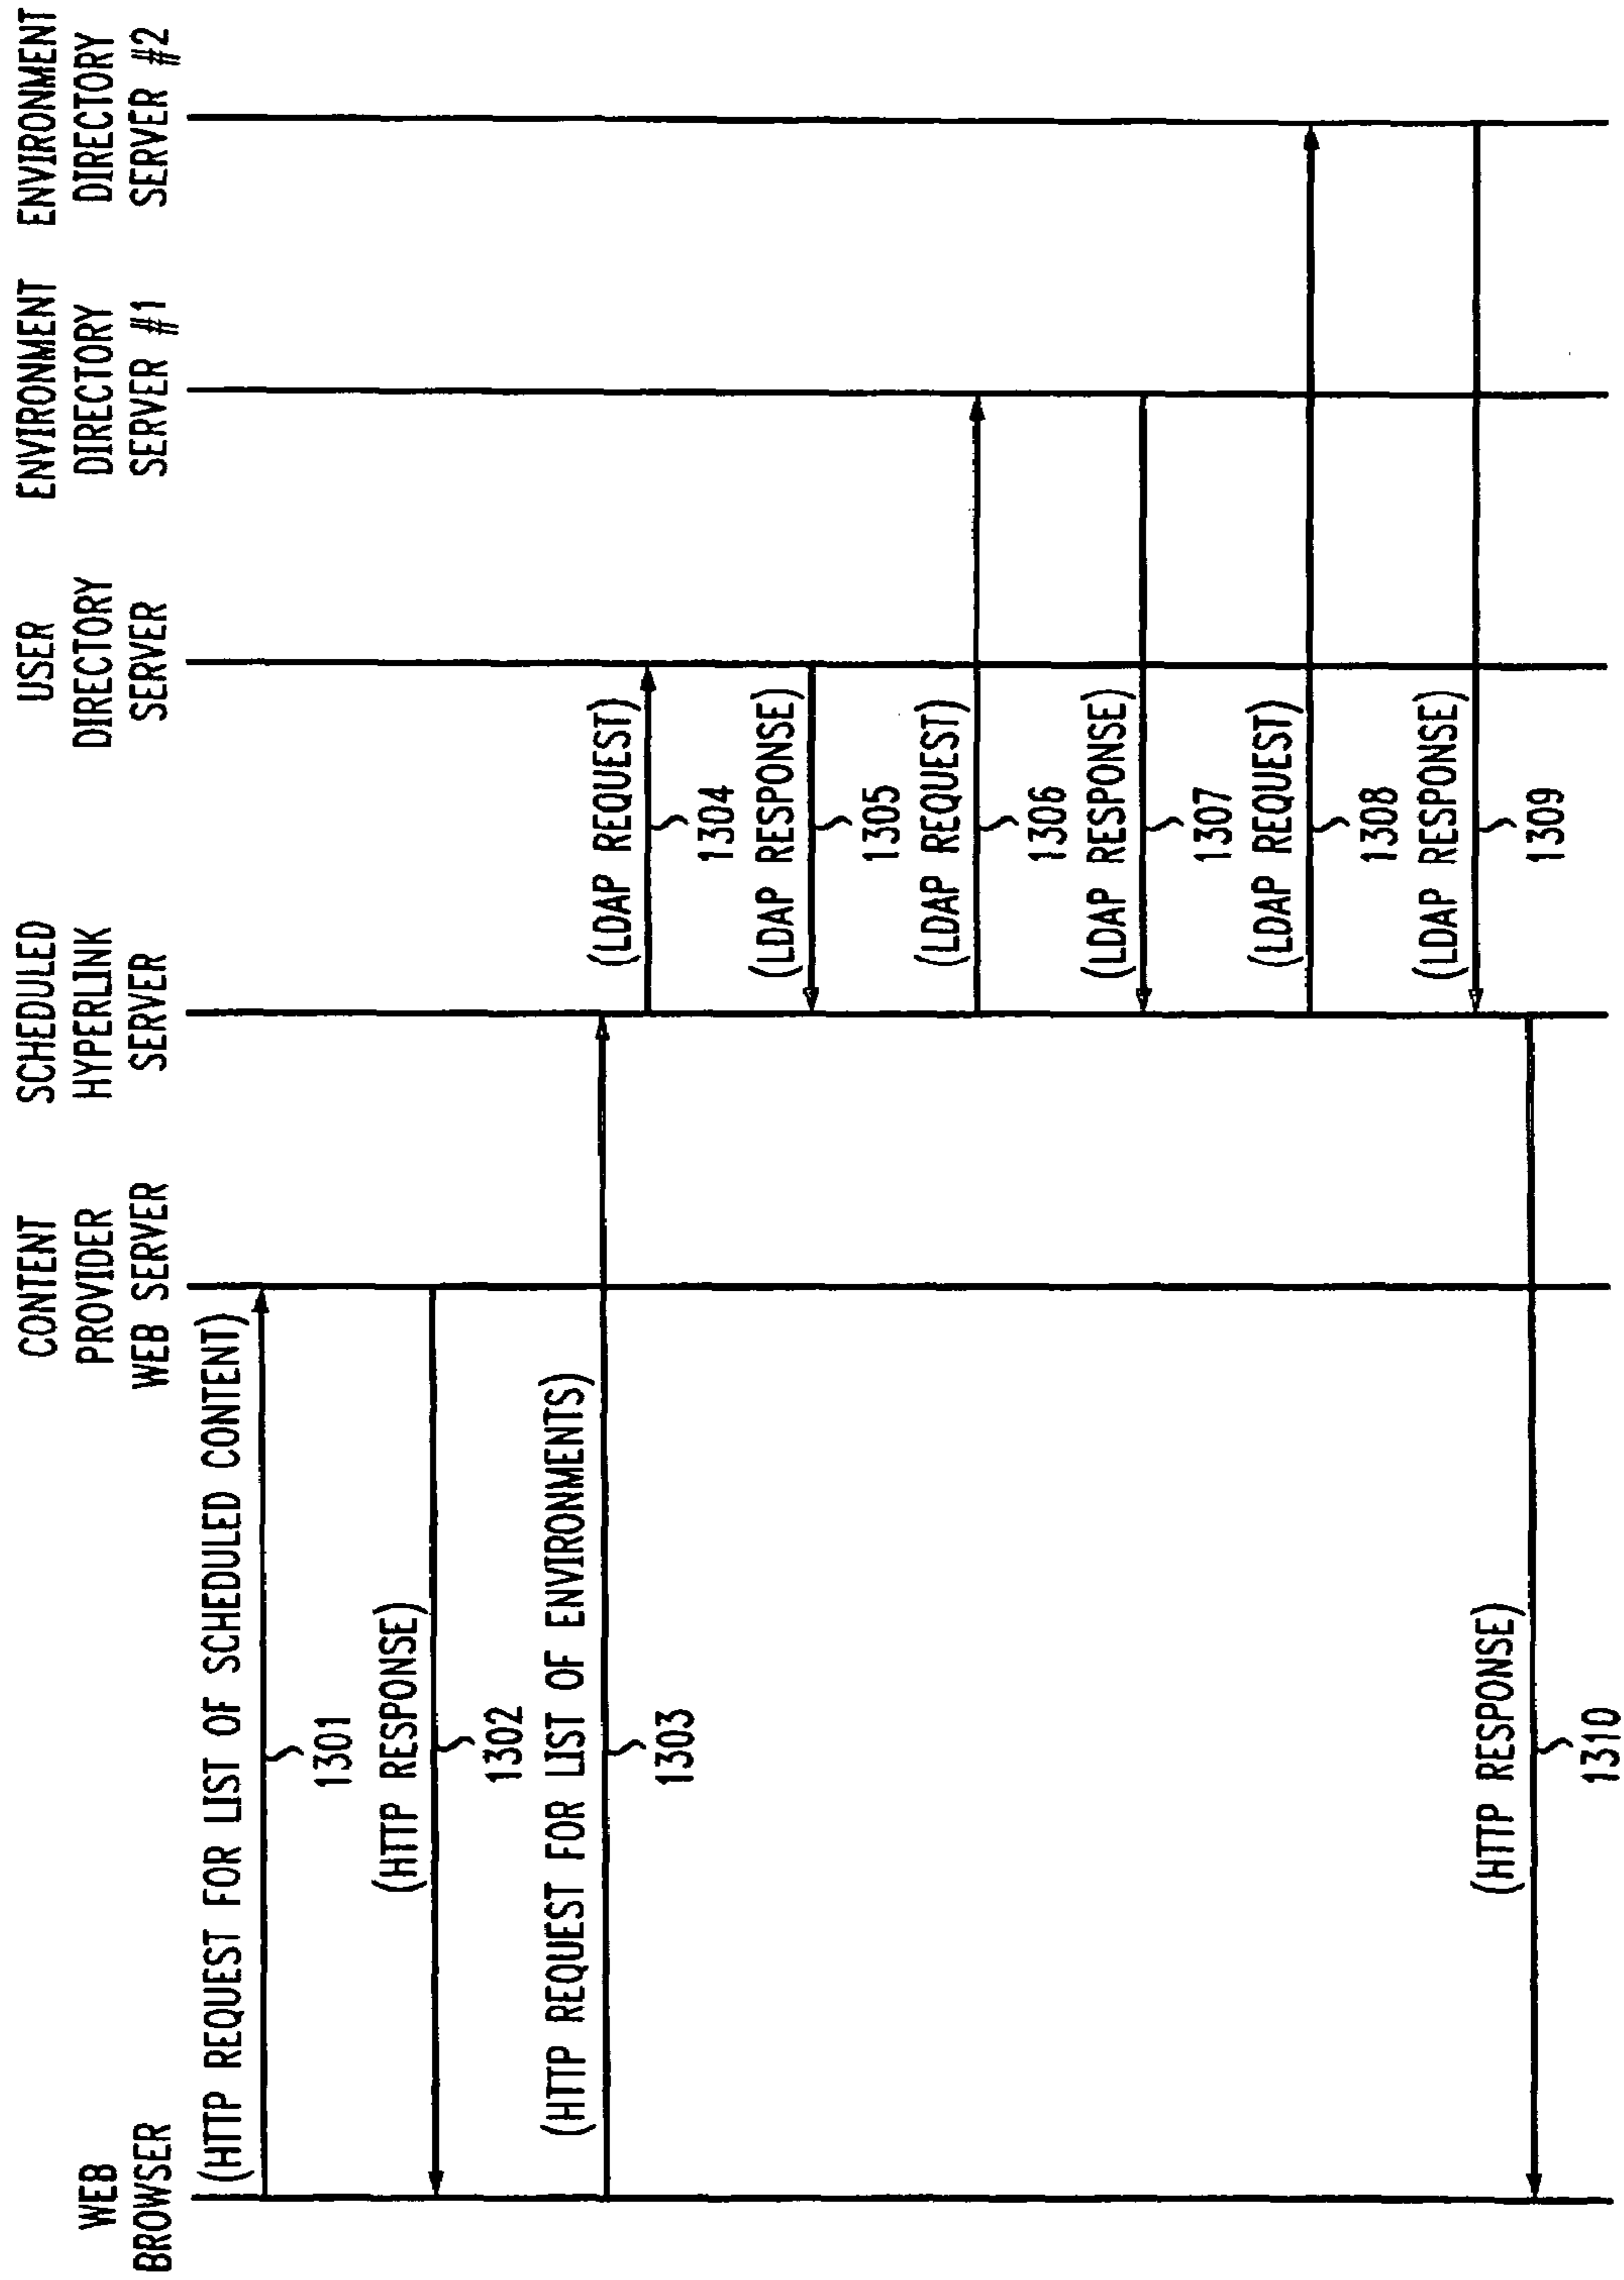 WEB
BROWSER
CONTENT
PROVIDER
WEB SERVER
SCHEDULED
HYPERLINK
SERVER
USER
DIRECTORY
SERVER
ENVIRONMENT
DIRECTORY
SERVER #1
ENVIRONMENT
DIRECTORY
SERVER #2
(HTTP REQUEST FOR LIST OF SCHEDULED CONTENT)
1301
(HTTP RESPONSE)
1302
(HTTP REQUEST FOR LIST OF ENVIRONMENTS)
1303
(LDAP REQUEST)
1304
(LDAP RESPONSE)
1305
(LDAP REQUEST)
1306
(LDAP RESPONSE)
1307
(LDAP REQUEST)
1308
(LDAP RESPONSE)
1309
(HTTP RESPONSE)
1310